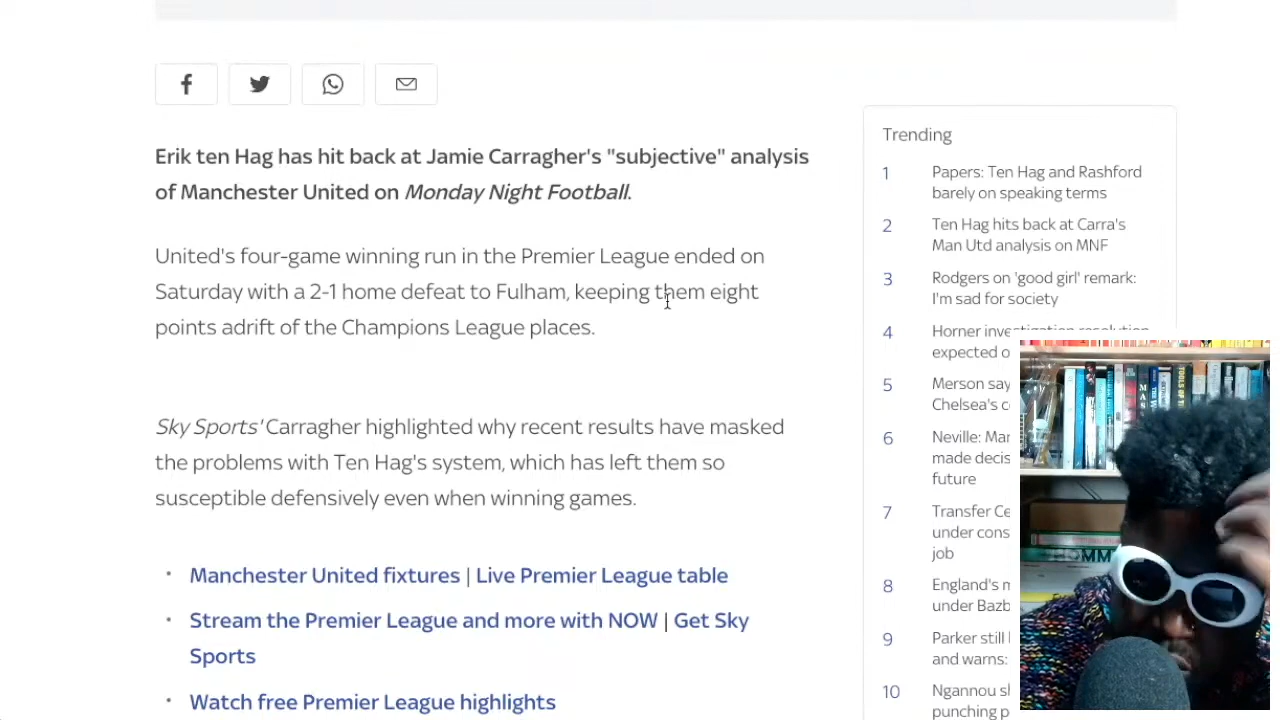 Erik ten Hag has hit back at Jamie Carragher's "subjective" analysis
of Manchester United on Monday Night Football.
United's four-game winning run in the Premier League ended on
Saturday with a 2-1 home defeat to Fulham, keeping them eight
points adrift of the Champions League places.
Sky Sports' Carragher highlighted why recent results have masked
the problems with Ten Hag's system, which has left them so
susceptible defensively even when winning games.
· Manchester United fixtures | Live Premier League table
· Stream the Premier League and more with NOW | Get Sky
Sports
· Watch free Premier League highlights
Trending
1 Papers: Ten Hag and Rashford
barely on speaking terms
2 Ten Hag hits back at Carra's
Man Utd analysis on MNF
3 Rodgers on 'good girl' remark:
I'm sad for society
4 Horner investigation resolution
expected
5 Merson say
Chelsea's
6 Neville:
made
future
7 Transfer
under
job
8 England's
under
9 Parker still
and warns:
10 Ngannou
punching